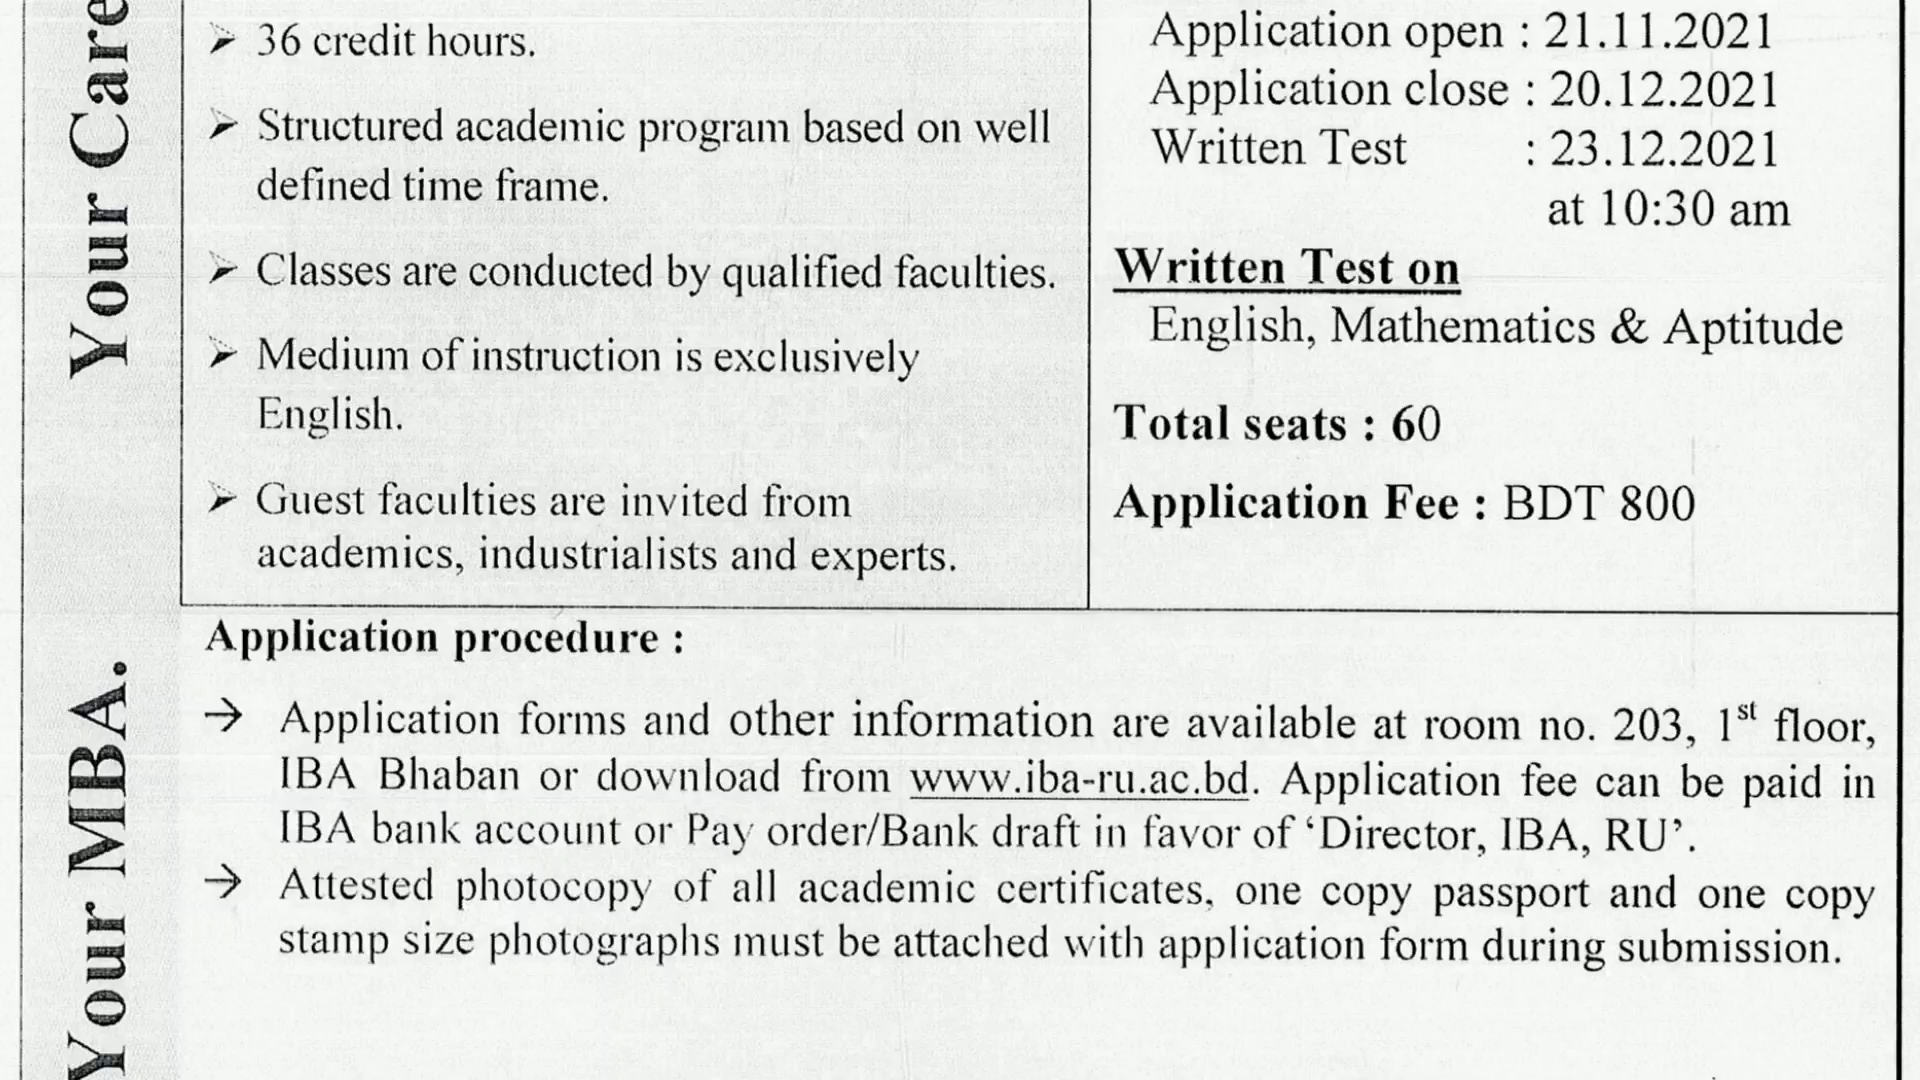 Your Care
Your MBA.
Your
36 credit hours.
Structured academic program based on well
defined time frame.
Classes are conducted by qualified faculties.
Medium of instruction is exclusively
English.
Guest faculties are invited from
academics, industrialists and experts.
Application open : 21.11.2021
Application close : 20.12.2021
Written Test : 23.12.2021
at 10:30 am
Written Test on
English, Mathematics & Aptitude
Total seats : 60
Application Fee : BDT 800
Application procedure :
→ Application forms and other information are available at room no. 203, 1st floor,
IBA Bhaban or download from www.iba-ru.ac.bd. Application fee can be paid in
IBA bank account or Pay order/Bank draft in favor of ‘Director, IBA, RU’.
→ Attested photocopy of all academic certificates, one copy passport and one copy
stamp size photographs must be attached with application form during submission.